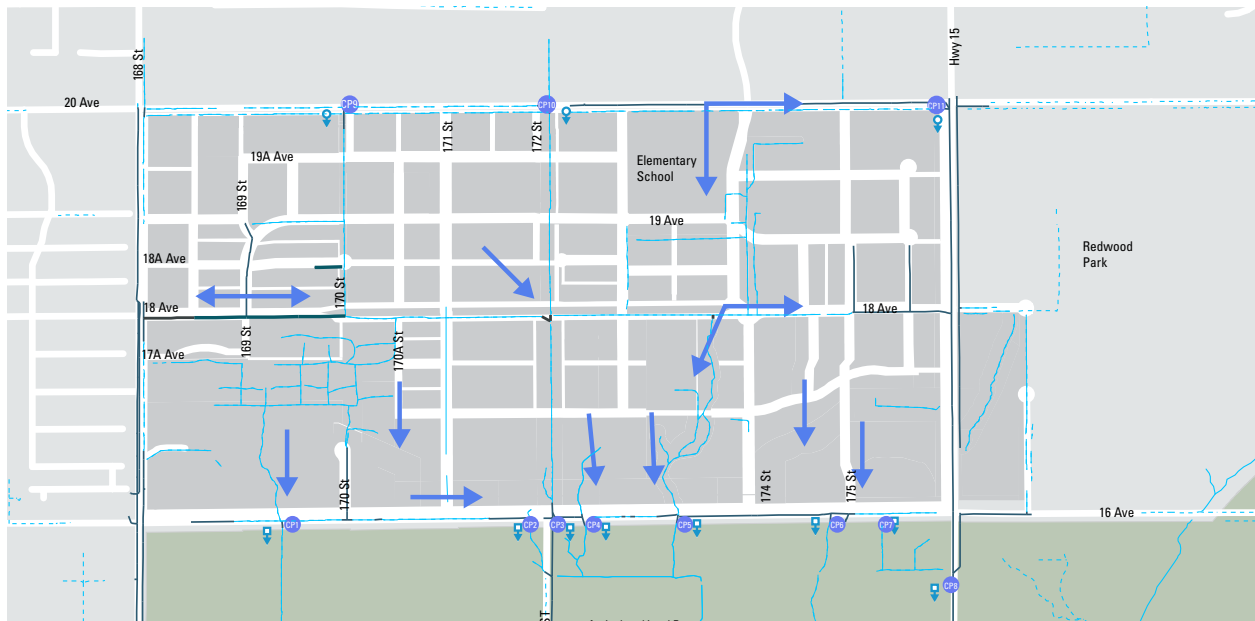 168 St
Hwy 15
20 Ave
CP9
CP10
CP11
171 St
172 St
19A Ave
Elementary
School
169 St
19 Ave
Redwood
Park
18A Ave
170 St
18 Ave
18 Ave
169 St
17A Ave
170A St
170 St
174 St
175 St
16 Ave
CP1
CP2
CP3
CP4
CP5
CP6
CP7
CP8
ST